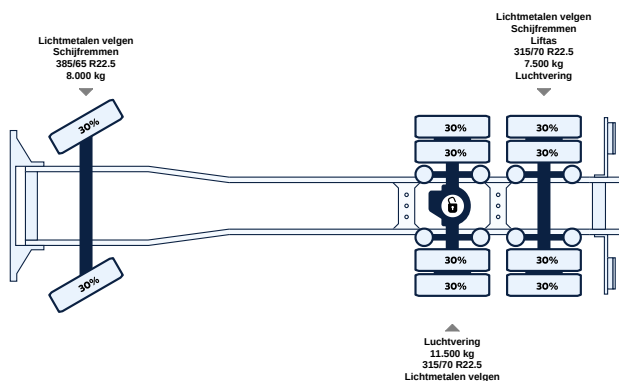 Lichtmetalen velgen
Schijfremmen
385/65 R22.5
8.000 kg
Lichtmetalen velgen
Schijfremmen
Liftas
315/70 R22.5
7.500 kg
Luchtvering
30%
30%
30%
30%
30%
30%
30%
30%
30%
30%
Luchtvering
11.500 kg
315/70 R22.5
Lichtmetalen velgen